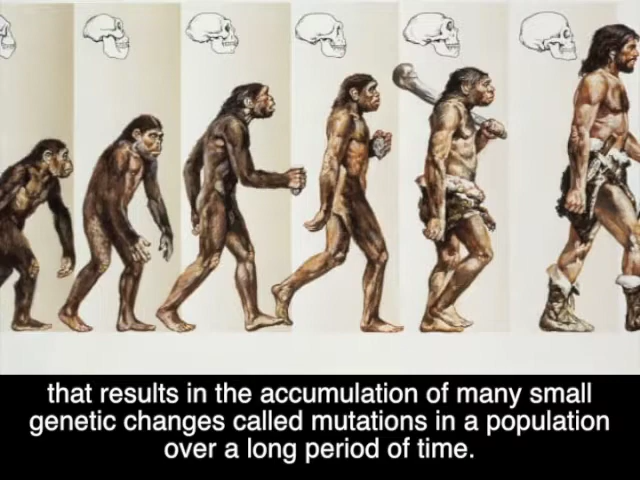 that results in the accumulation of many small
genetic changes called mutations in a population
over a long period of time.